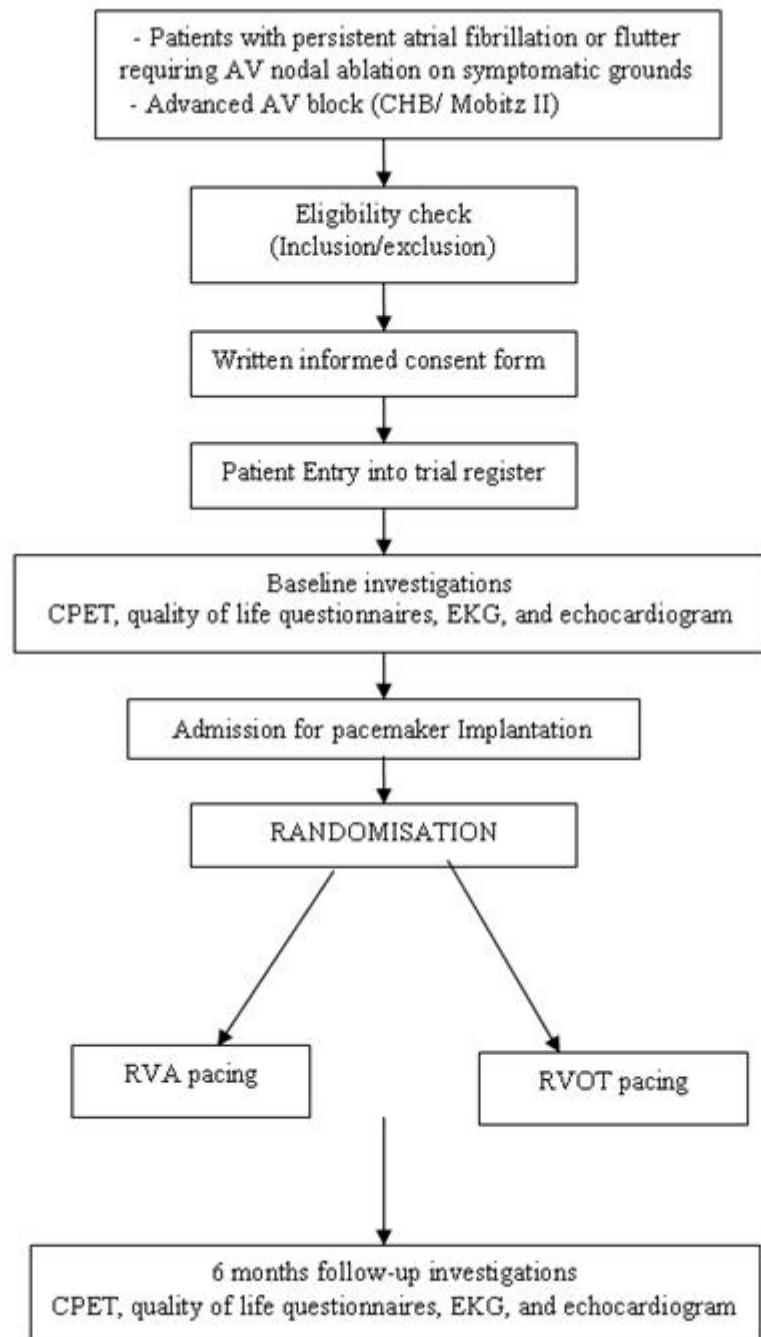 - Patients with persistent atrial fibrillation or flutter
requiring AV nodal ablation on symptomatic grounds
- Advanced AV block (CHB/ Mobitz II)
Eligibility check
(Inclusion/exclusion)
Written informed consent form
Patient Entry into trial register
Baseline investigations
CPET, quality of life questionnaires, EKG, and echocardiogram
Admission for pacemaker Implantation
RANDOMISATION
RVA pacing
RVOT pacing
6 months follow-up investigations
CPET, quality of life questionnaires, EKG, and echocardiogram